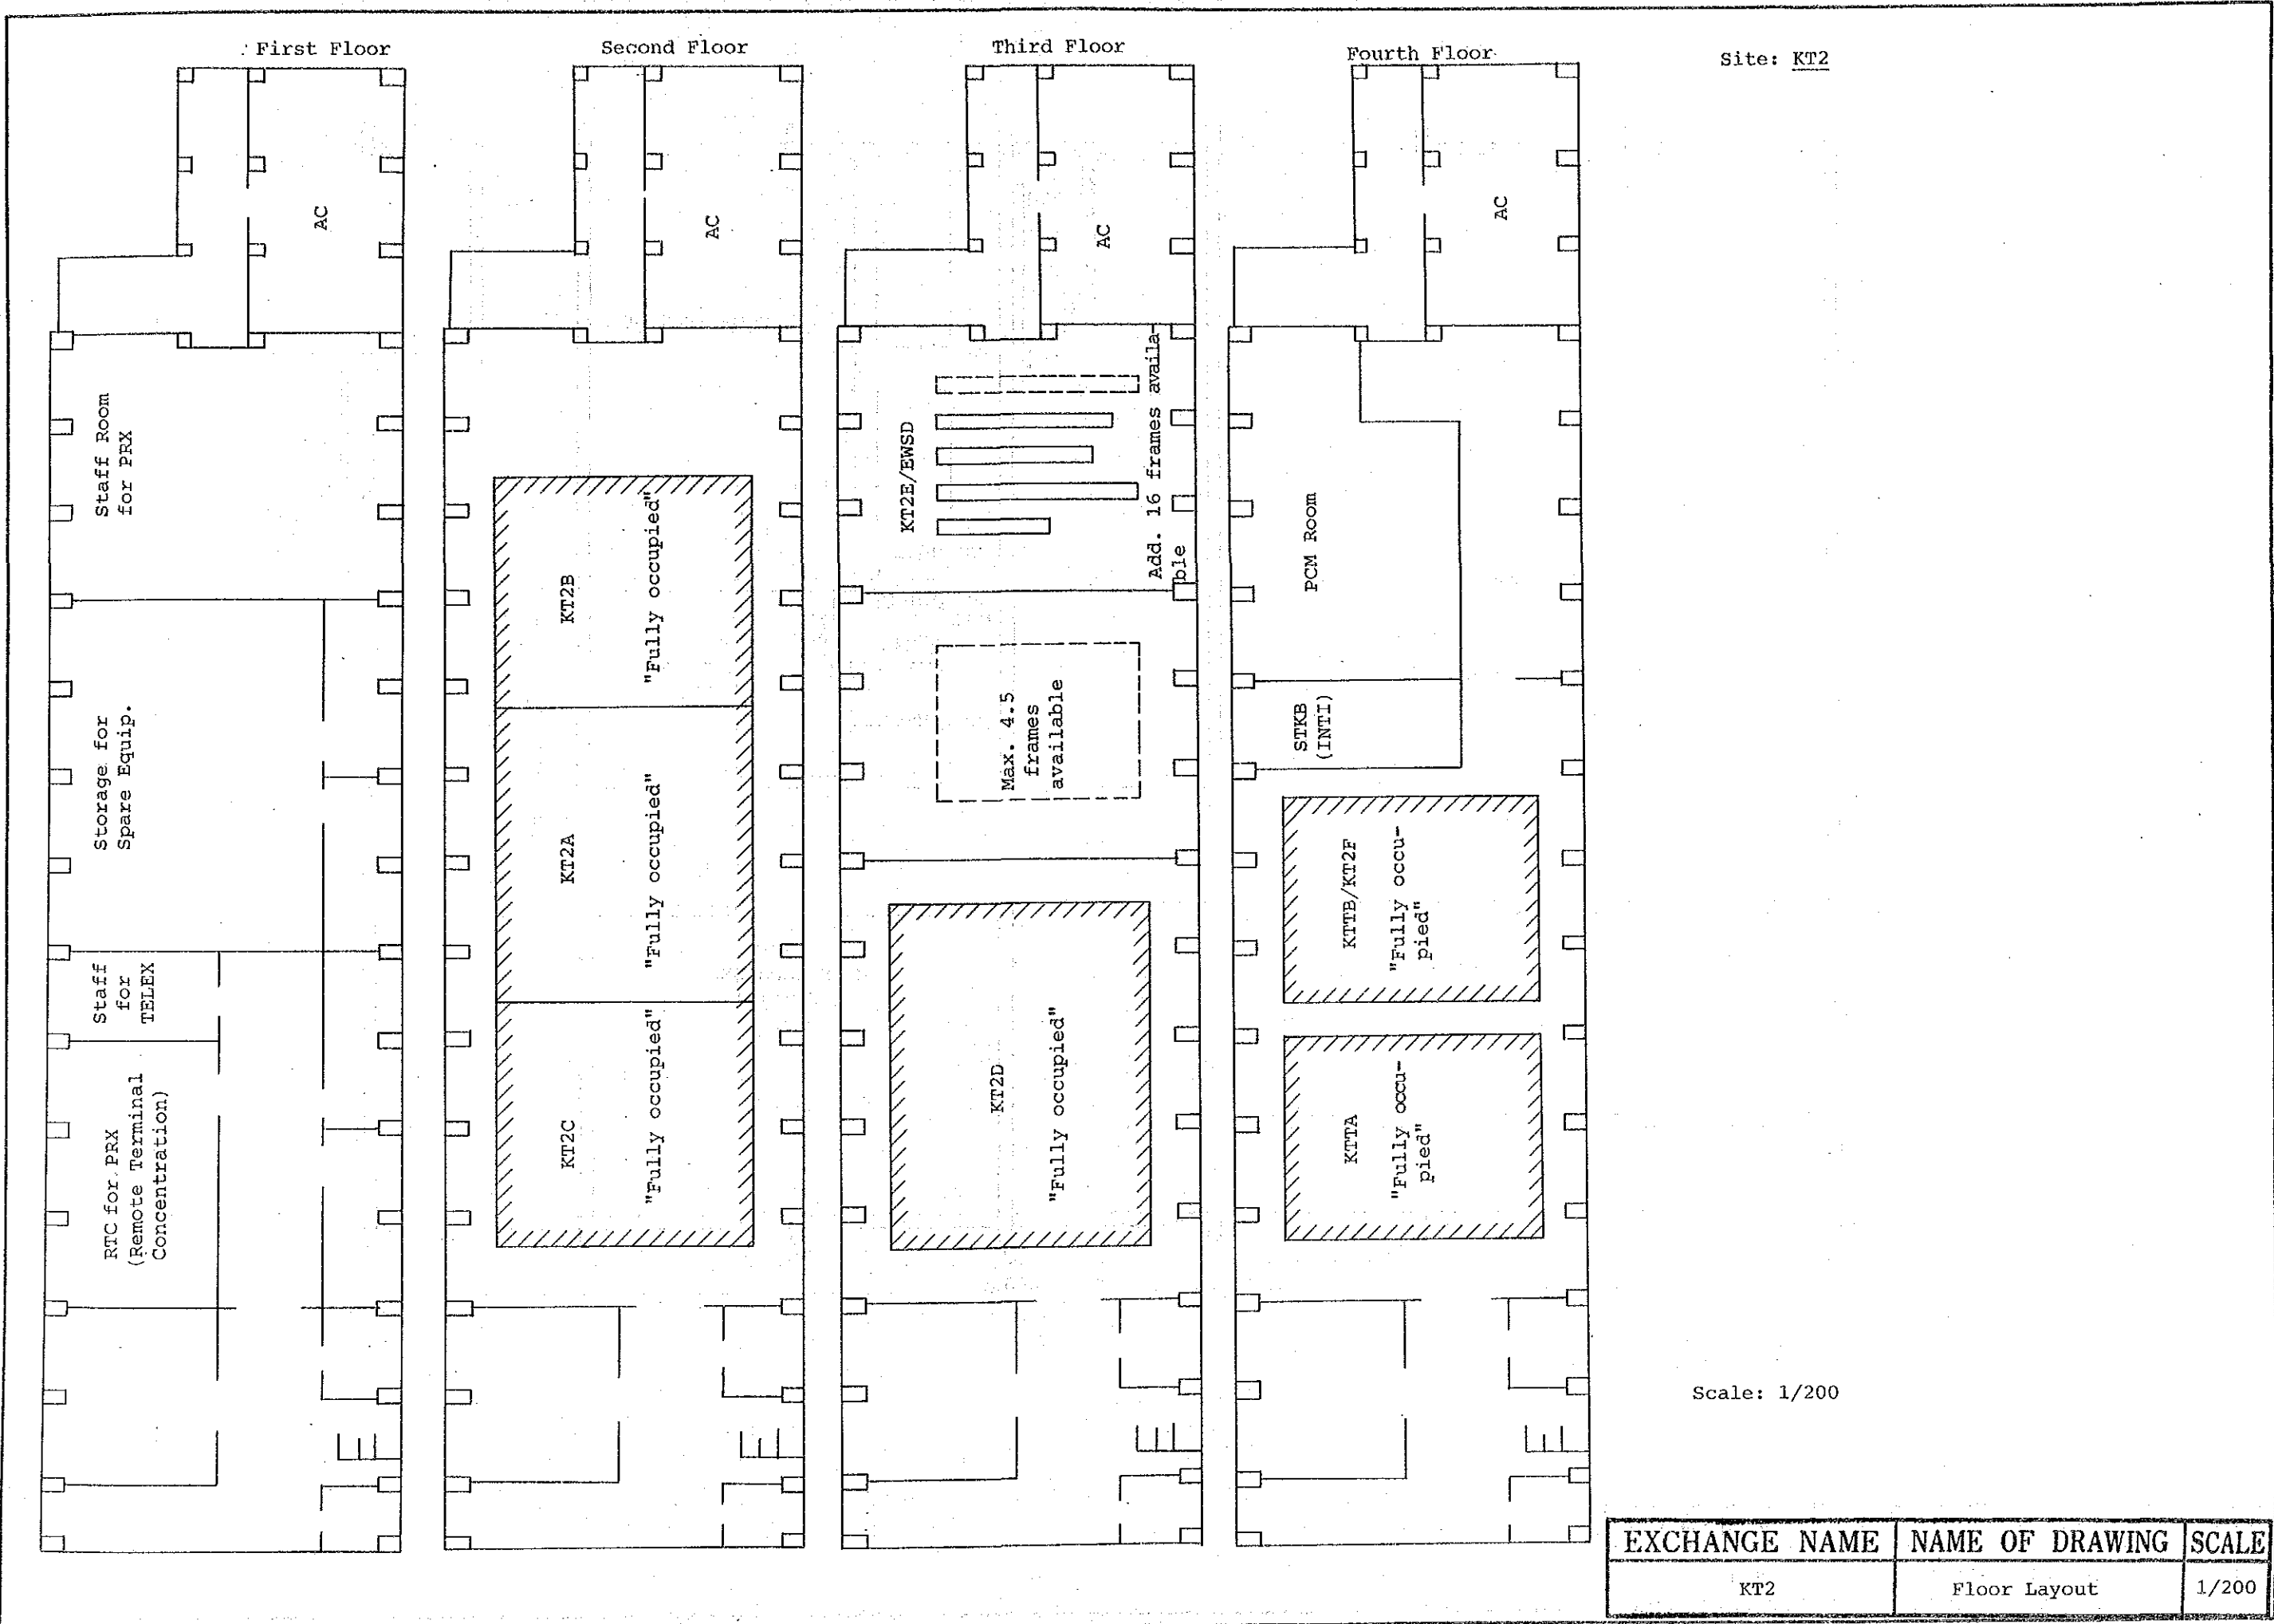 First Floor
Second Floor
Third Floor
Fourth Floor
Site: KT2
AC
Staff Room
for PRX
Storage for
Spare Equip.
Staff
for
TELEX
RTC for PRX
(Remote Terminal
Concentration)
AC
KT2B
"Fully occupied"
KT2A
"Fully occupied"
KT2C
"Fully occupied"
AC
KT2E/EWSD
Add. 16 frames availa-
ble
Max. 4.5
frames
available
KT2D
"Fully occupied"
AC
PCM Room
STKB
(INTI)
KTTB/KT2F
"Fully occu-
pied"
KTTA
"Fully occu-
pied"
Scale: 1/200
EXCHANGE NAME
NAME OF DRAWING
SCALE
KT2
Floor Layout
1/200